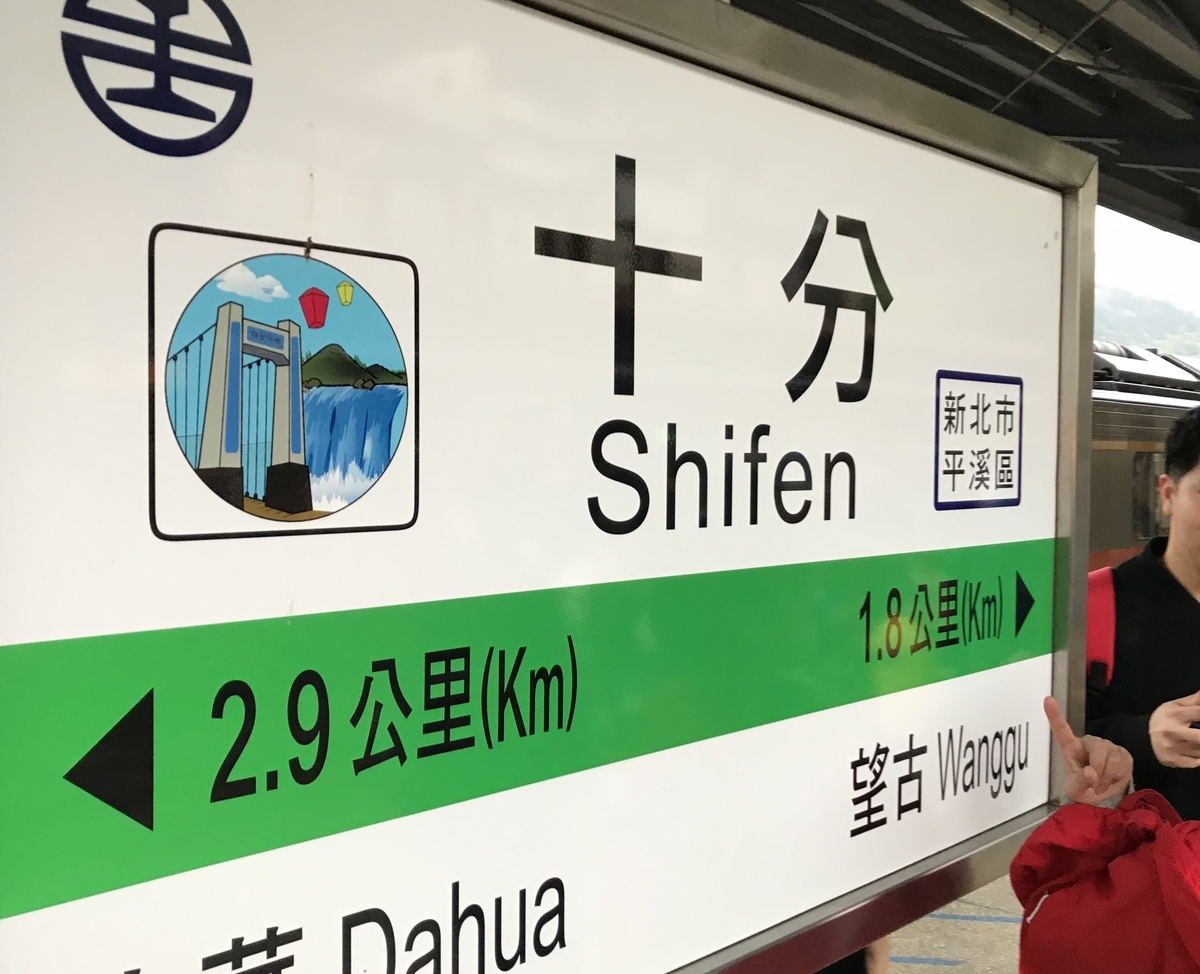 十分
Shifen
新北市
平溪區
2.9公里(Km)
1.8公里(Km)
望古 Wanggu
華 Dahua